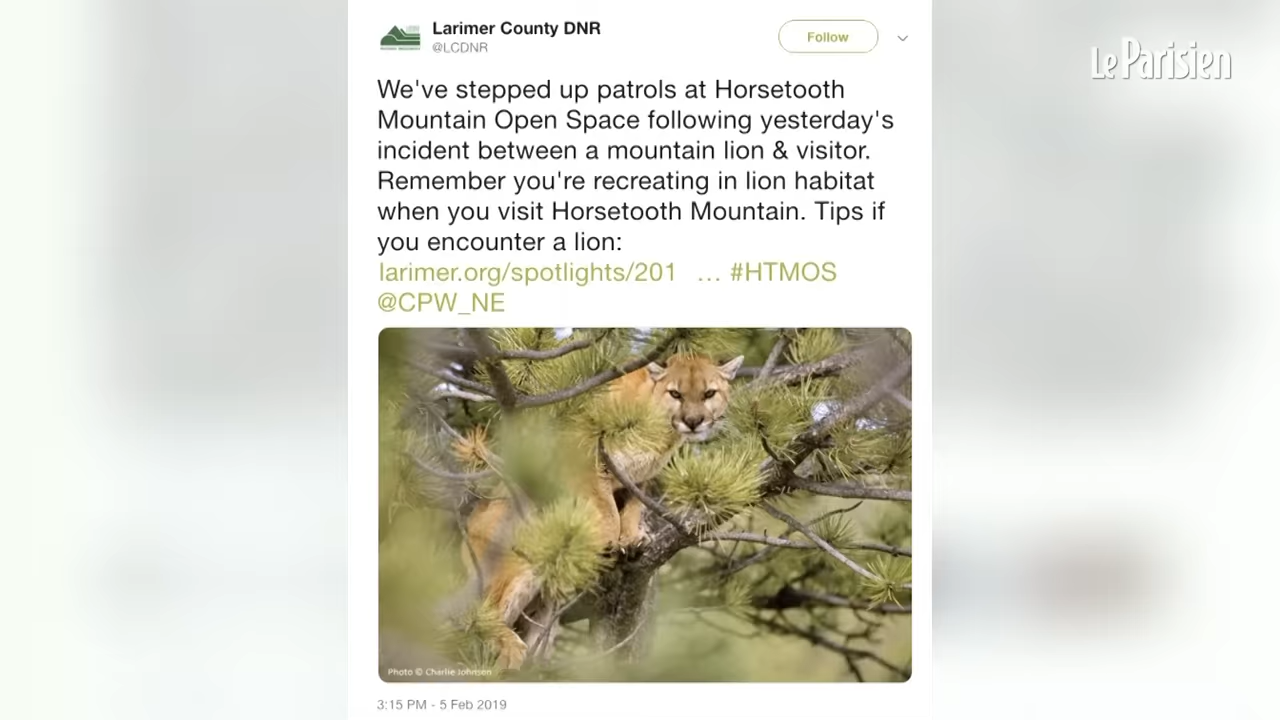 Larimer County DNR
@LCDNR
Follow
Le Parisien
We've stepped up patrols at Horsetooth
Mountain Open Space following yesterday's
incident between a mountain lion & visitor.
Remember you're recreating in lion habitat
when you visit Horsetooth Mountain. Tips if
you encounter a lion:
larimer.org/spotlights/201 … #HTMOS
@CPW_NE
Photo © Charlie Johnson
3:15 PM - 5 Feb 2019